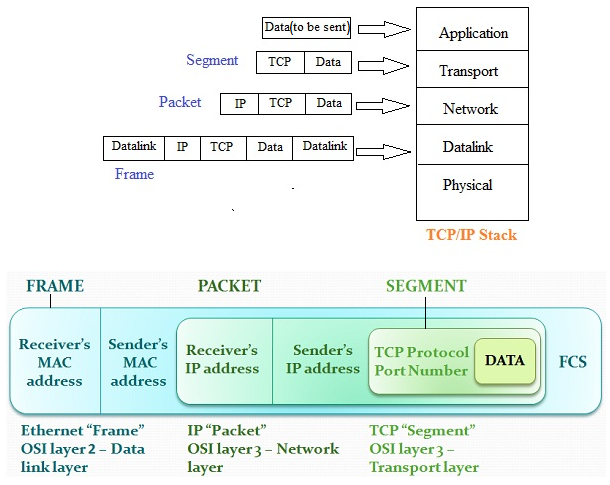 Data(to be sent)
Application
Segment
TCP
Data
Transport
Packet
IP
TCP
Data
Network
Datalink
IP
TCP
Data
Datalink
Datalink
Frame
Physical
TCP/IP Stack
FRAME
PACKET
SEGMENT
Receiver's
MAC
address
Sender's
MAC
address
Receiver's
IP address
Sender's
IP address
TCP Protocol
Port Number
DATA
FCS
Ethernet “Frame”
OSI layer 2 – Data
link layer
IP “Packet”
OSI layer 3 – Network
layer
TCP “Segment”
OSI layer 3 –
Transport layer